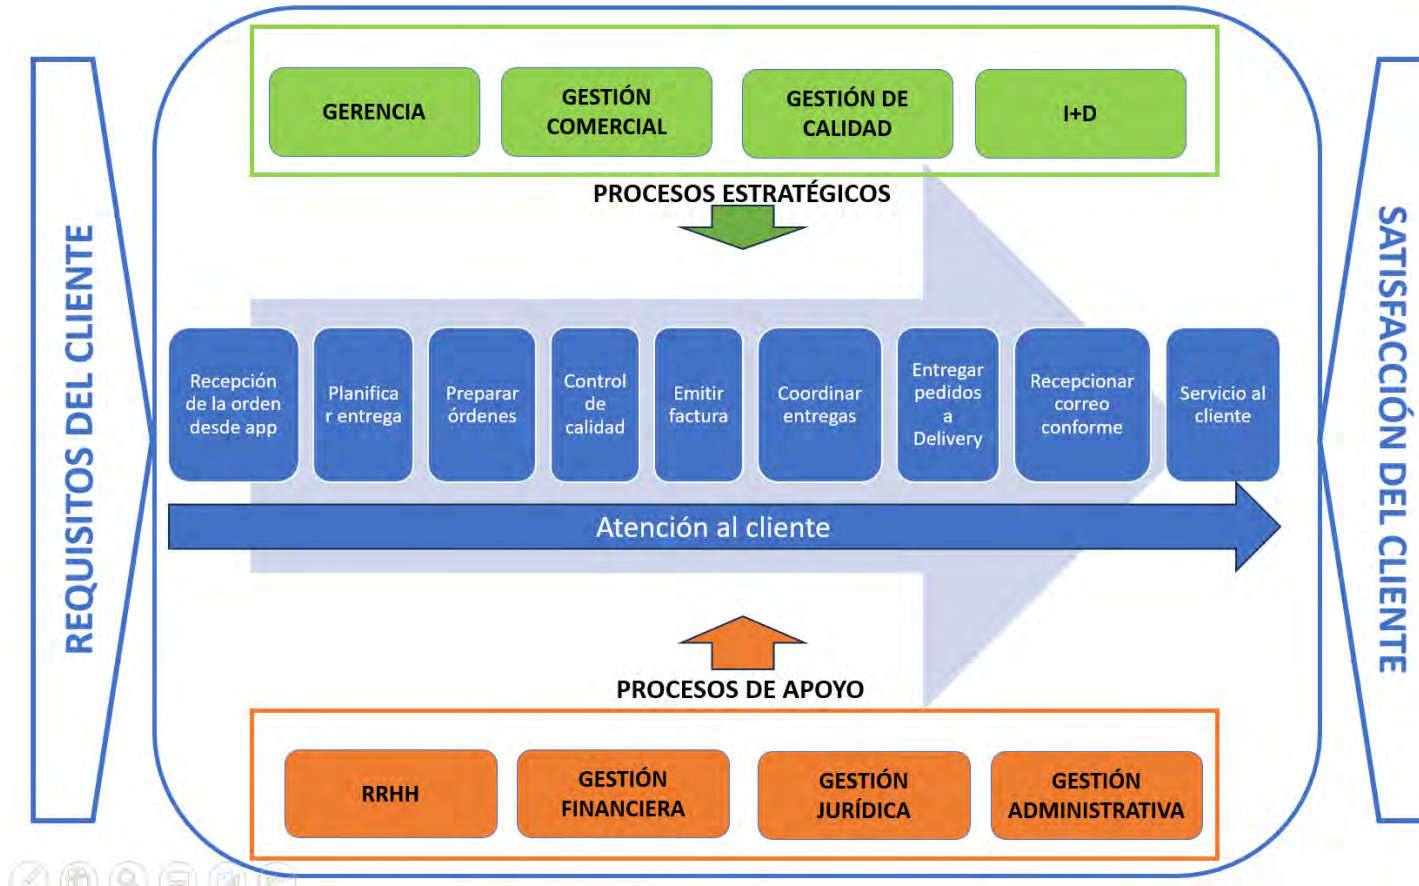 REQUISITOS DEL CLIENTE
GERENCIA
GESTIÓN
COMERCIAL
GESTIÓN DE
CALIDAD
I+D
PROCESOS ESTRATÉGICOS
Recepción
de la orden
desde app
Planifica
r entrega
Preparar
órdenes
Control
de
calidad
Emitir
factura
Coordinar
entregas
Entregar
pedidos
a
Delivery
Recepcionar
correo
conforme
Servicio al
cliente
Atención al cliente
PROCESOS DE APOYO
RRHH
GESTIÓN
FINANCIERA
GESTIÓN
JURÍDICA
GESTIÓN
ADMINISTRATIVA
SATISFACCIÓN DEL CLIENTE